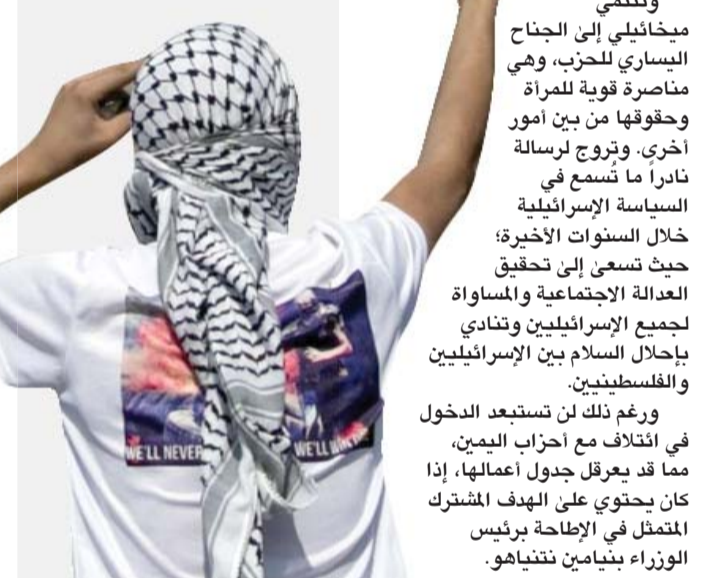 وتنتمي
ميخائيلي إلى الجناح
اليساري للحزب، وهي
مناصرة قوية للمرأة
وحقوقها من بين أمور
أخرى. وتروج لرسالة
نادراً ما تُسمع في
السياسة الإسرائيلية
خلال السنوات الأخيرة؛
حيث تسعىٰ إلىٰ تحقيق
العدالة الاجتماعية والمساواة
لجميع الإسرائيليين وتنادي
بإحلال السلام بين الإسرائيليين
والفلسطينيين.
ورغم ذلك لن تستبعد الدخول
في ائتلاف مع أحزاب اليمين،
مما قد يعرقل جدول أعمالها، إذا
كان يحتوي علىٰ الهدف المشترك
المتمثل في الإطاحة برئيس
الوزراء بنيامين نتنياهو.
WE'LL NEVER
WE'LL